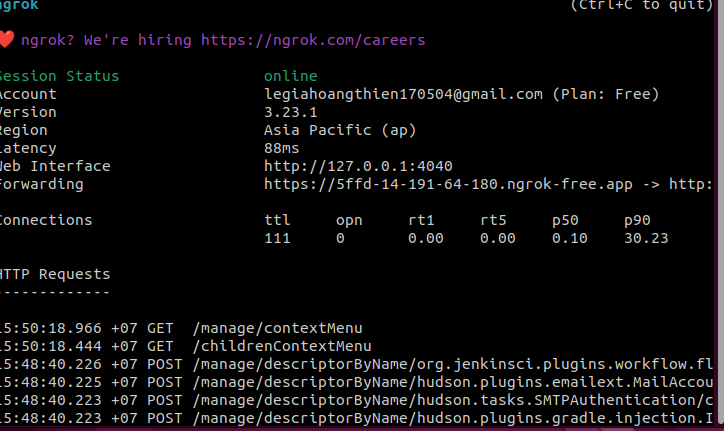 ngrok (Ctrl+C to quit)
❤️ ngrok? We're hiring https://ngrok.com/careers
Session Status online
Account legiahoangthien170504@gmail.com (Plan: Free)
Version 3.23.1
Region Asia Pacific (ap)
Latency 88ms
Web Interface http://127.0.0.1:4040
Forwarding https://5ffd-14-191-64-180.ngrok-free.app -> http:
Connections ttl opn rt1 rt5 p50 p90
111 0 0.00 0.00 0.10 30.23
HTTP Requests
-------------
15:50:18.966 +07 GET /manage/contextMenu
15:50:18.444 +07 GET /childrenContextMenu
15:48:40.226 +07 POST /manage/descriptorByName/org.jenkinsci.plugins.workflow.fl
15:48:40.225 +07 POST /manage/descriptorByName/hudson.plugins.emailext.MailAccou
15:48:40.223 +07 POST /manage/descriptorByName/hudson.tasks.SMTPAuthentication/c
15:48:40.223 +07 POST /manage/descriptorByName/hudson.plugins.gradle.injection.I